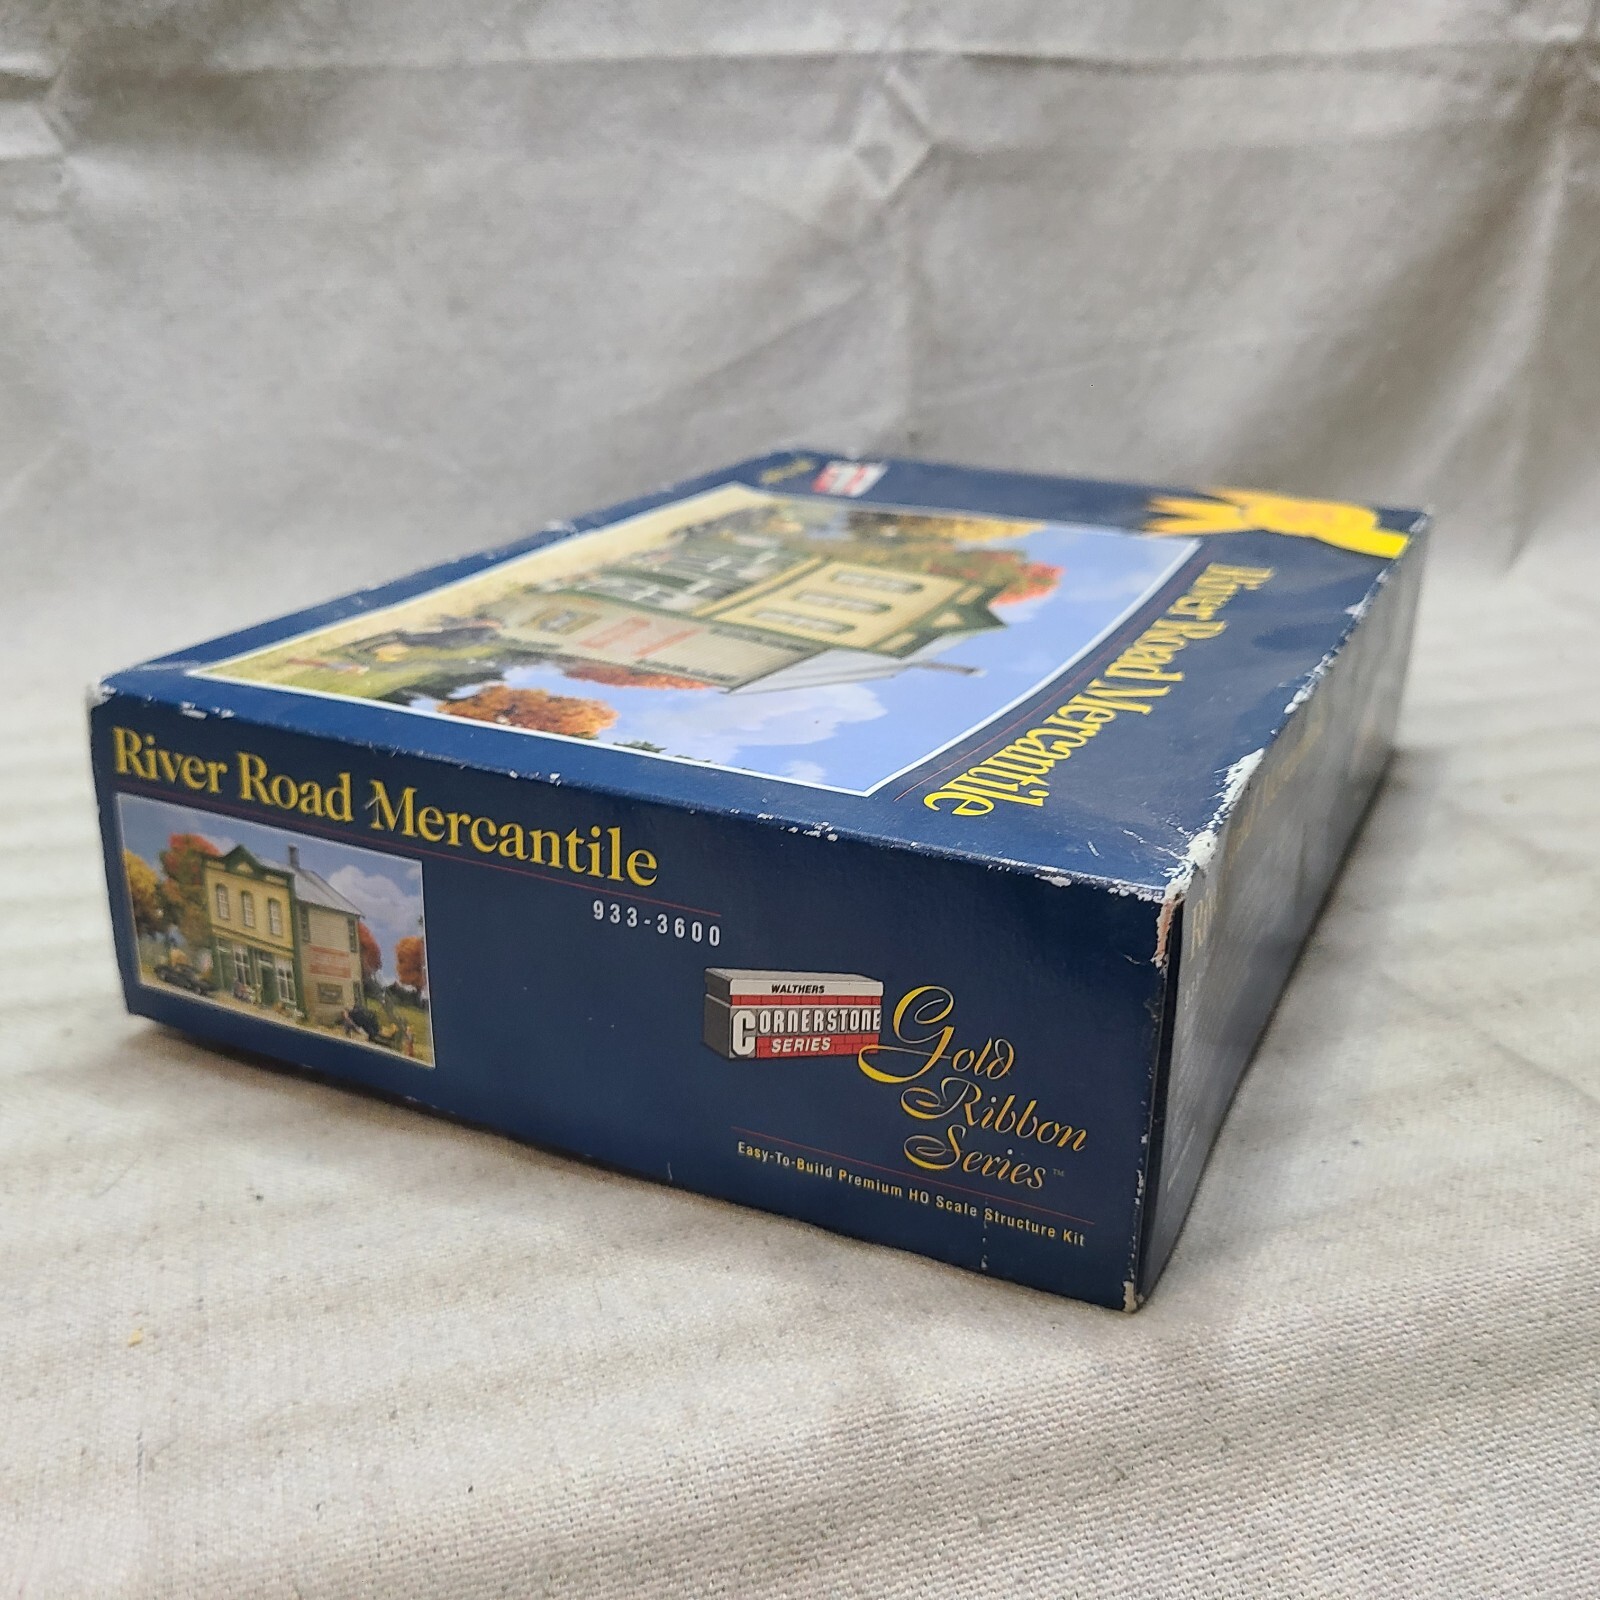 River Road Mercantile
River Road Mercantile
933-3600
WALTHERS
CORNERSTONE
SERIES
Gold
Ribbon
Series™
Easy-To-Build Premium HO Scale Structure Kit